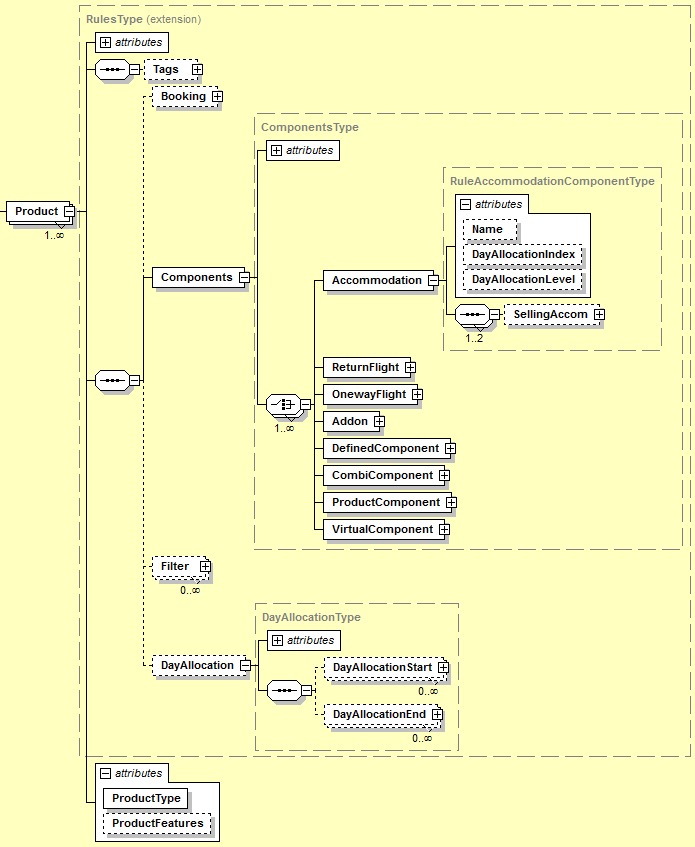 RulesType (extension)
attributes
Tags
Booking
ComponentsType
attributes
RuleAccommodationComponentType
attributes
Name
DayAllocationIndex
DayAllocationLevel
SellingAccom
1..2
Product
1..∞
Components
Accommodation
ReturnFlight
OnewayFlight
Addon
1..∞
DefinedComponent
CombiComponent
ProductComponent
VirtualComponent
Filter
0..∞
DayAllocationType
attributes
DayAllocation
DayAllocationStart
0..∞
DayAllocationEnd
0..∞
attributes
ProductType
ProductFeatures